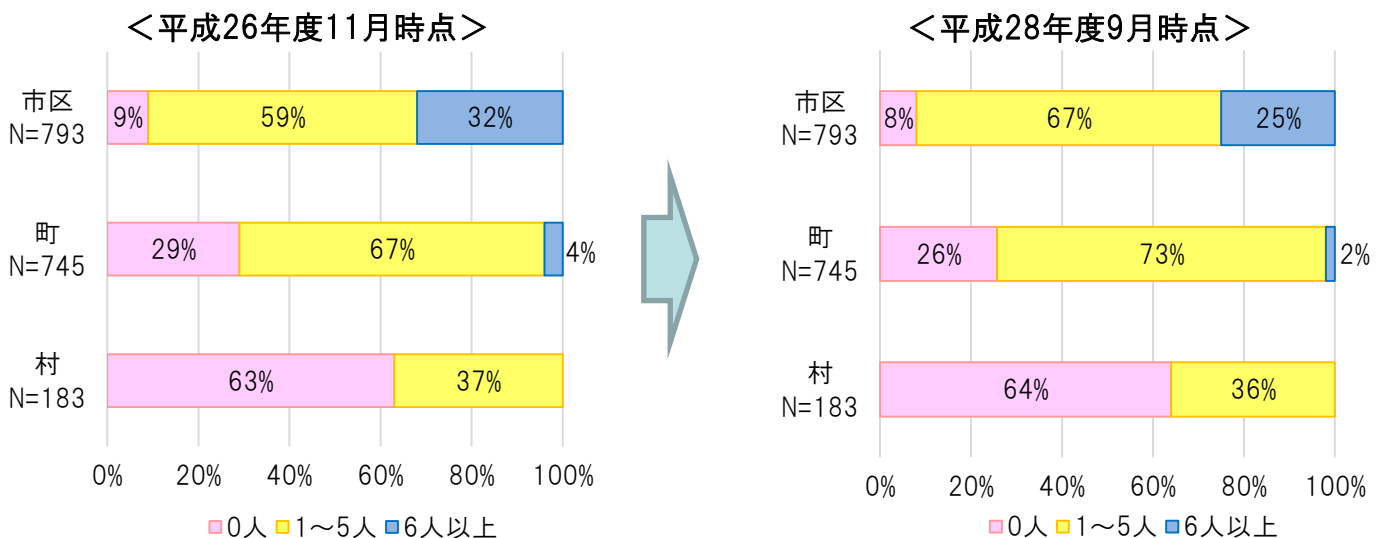 ＜平成26年度11月時点＞
市区
N=793
9%
59%
32%
町
N=745
29%
67%
4%
村
N=183
63%
37%
0%
20%
40%
60%
80%
100%
0人
1～5人
6人以上
＜平成28年度9月時点＞
市区
N=793
8%
67%
25%
町
N=745
26%
73%
2%
村
N=183
64%
36%
0%
20%
40%
60%
80%
100%
0人
1～5人
6人以上